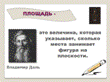 ПЛОЩАДЬ -
это величина, которая
указывает, сколько
места занимает
фигура на
плоскости.
Владимир Даль